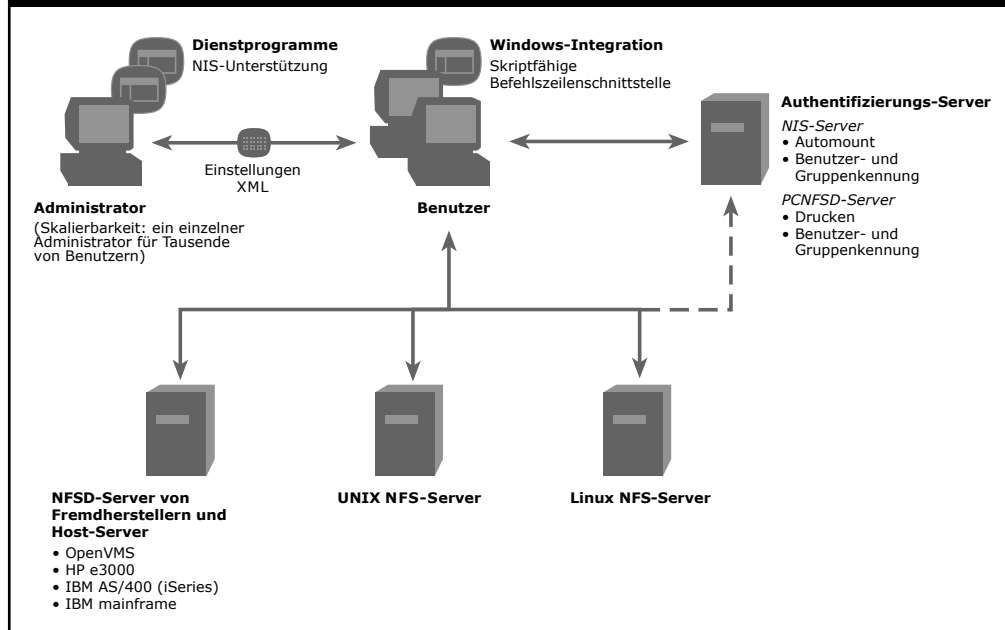 Dienstprogramme
NIS-Unterstützung
Windows-Integration
Skriptfähige
Befehlszeilenschnittstelle
Authentifizierungs-Server
NIS-Server
• Automount
• Benutzer- und
Gruppenkennung
PCNFSD-Server
• Drucken
• Benutzer- und
Gruppenkennung
Einstellungen
XML
Administrator
(Skalierbarkeit: ein einzelner
Administrator für Tausende
von Benutzern)
Benutzer
NFSD-Server von
Fremdherstellern und
Host-Server
• OpenVMS
• HP e3000
• IBM AS/400 (iSeries)
• IBM mainframe
UNIX NFS-Server
Linux NFS-Server